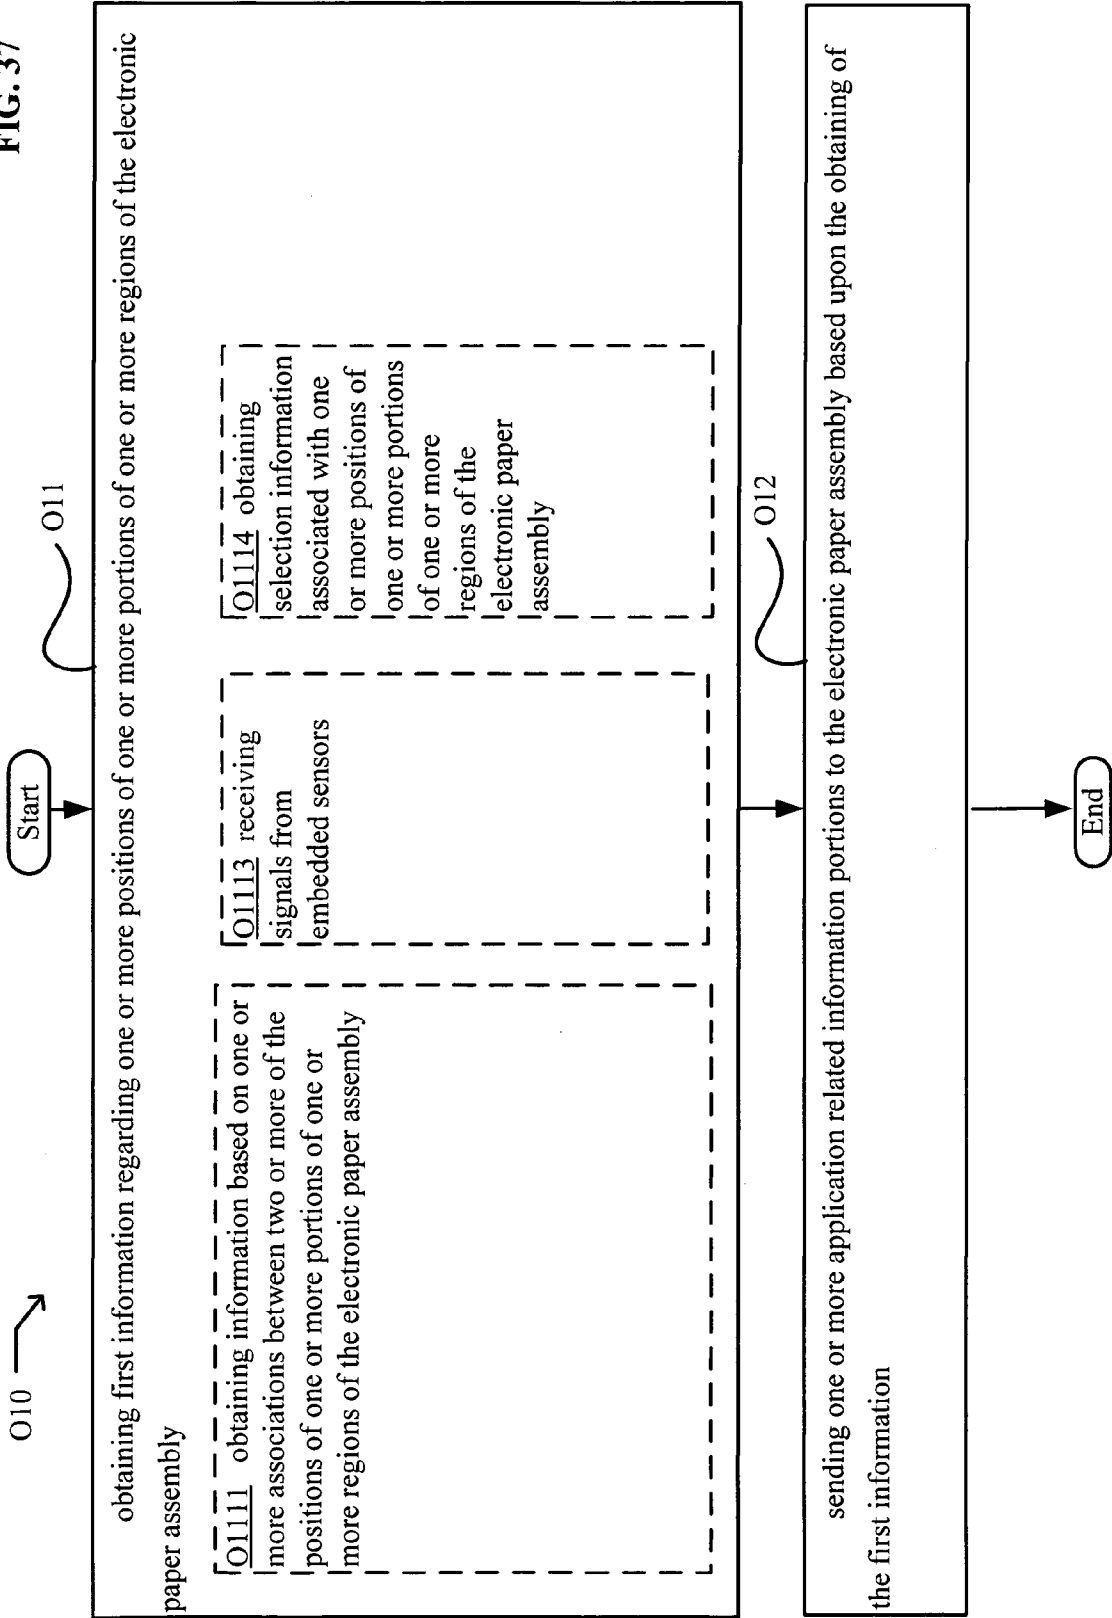 FIG. 37
O10
Start
O11
obtaining first information regarding one or more positions of one or more portions of one or more regions of the electronic
paper assembly
O1111 obtaining information based on one or
more associations between two or more of the
positions of one or more portions of one or
more regions of the electronic paper assembly
O1113 receiving
signals from
embedded sensors
O1114 obtaining
selection information
associated with one
or more positions of
one or more portions
of one or more
regions of the
electronic paper
assembly
O12
sending one or more application related information portions to the electronic paper assembly based upon the obtaining of
the first information
End